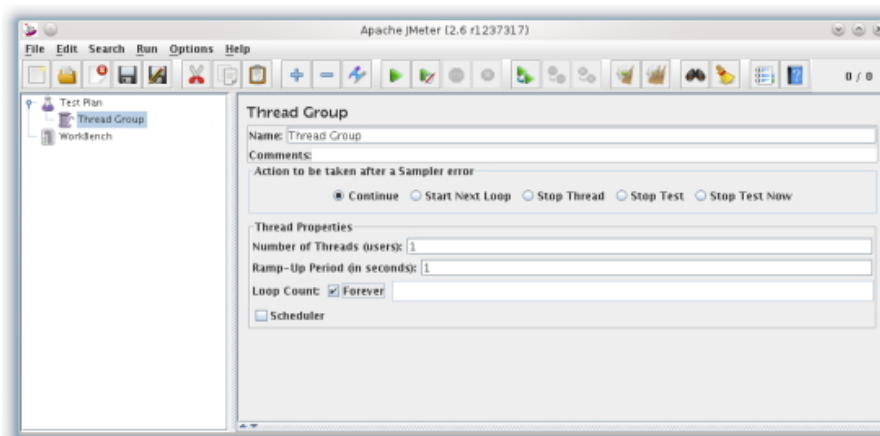 Apache JMeter (2.6 r1237317)
File Edit Search Run Options Help
0 / 0
Test Plan
Thread Group
WorkBench
Thread Group
Name: Thread Group
Comments:
Action to be taken after a Sampler error
Continue Start Next Loop Stop Thread Stop Test Stop Test Now
Thread Properties
Number of Threads (users): 1
Ramp-Up Period (in seconds): 1
Loop Count: Forever
Scheduler